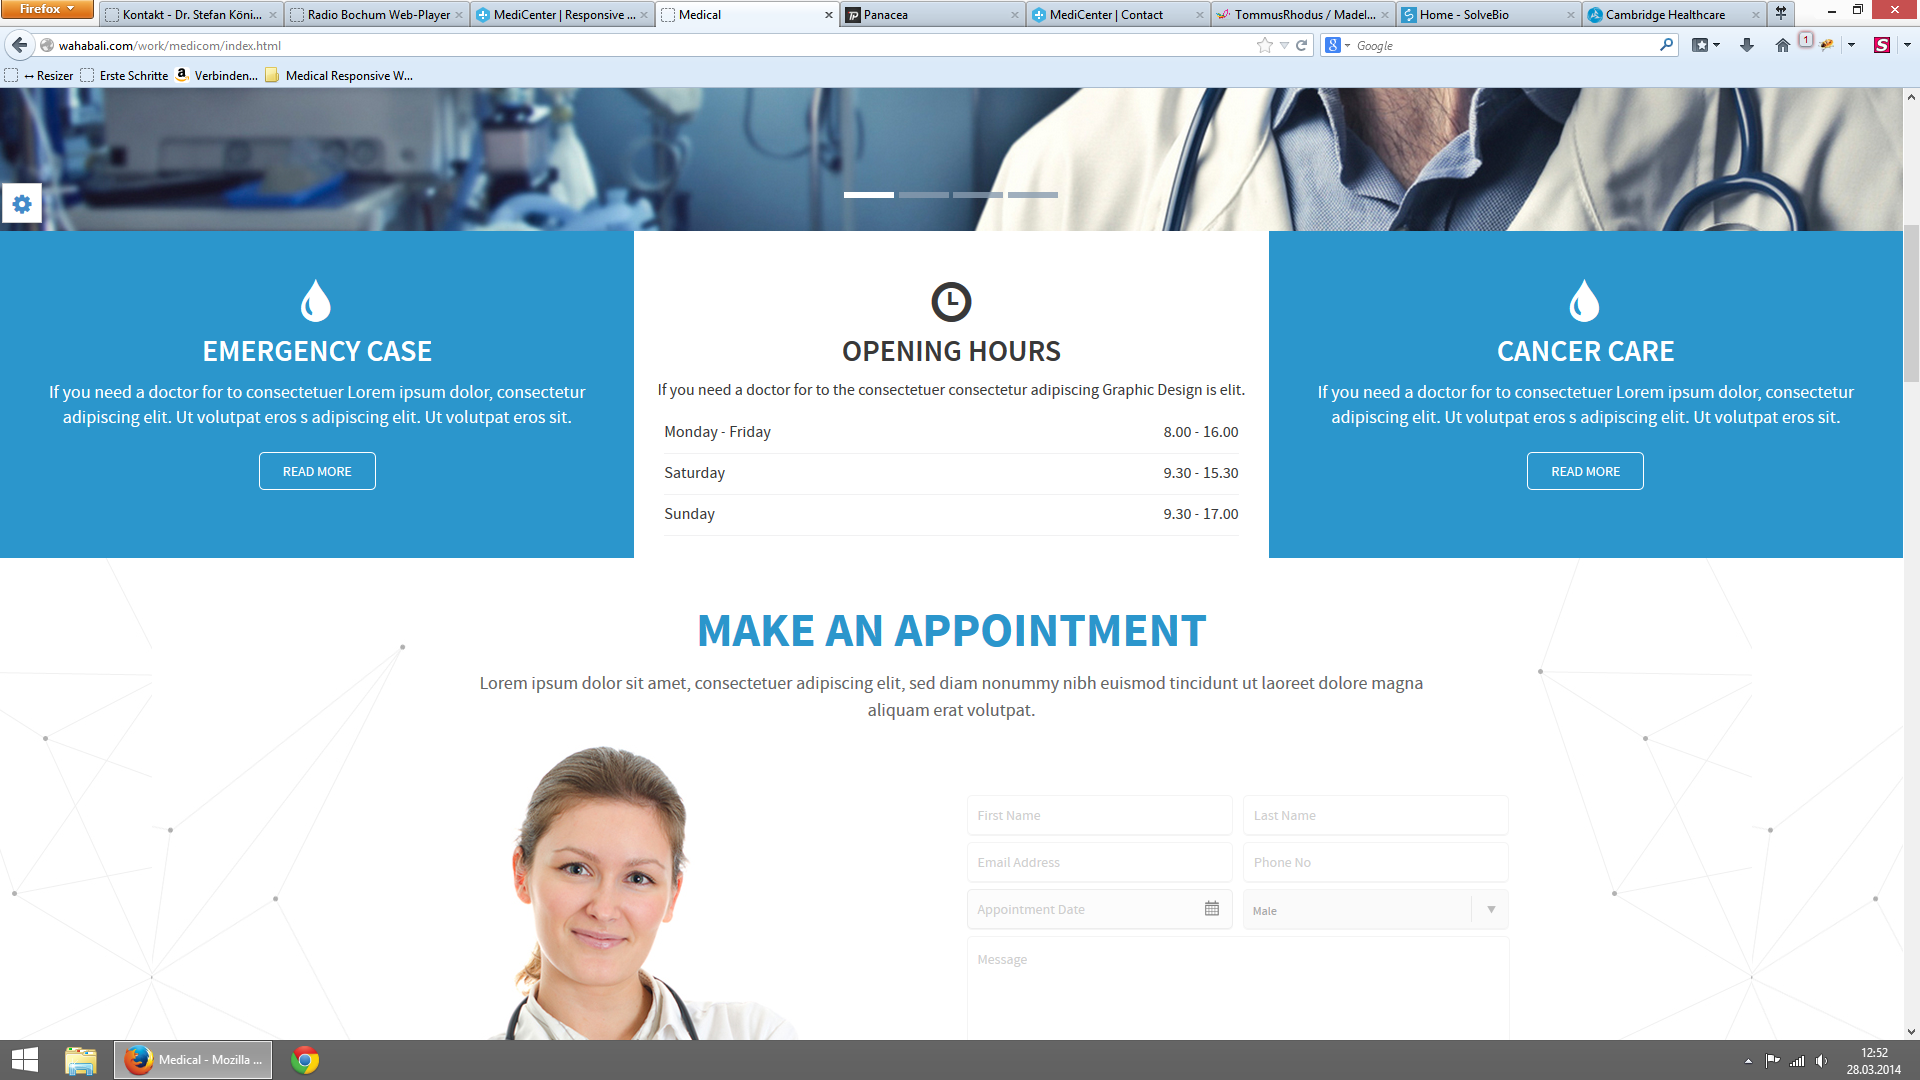 Firefox
Kontakt - Dr. Stefan Köni...
Radio Bochum Web-Player
MediCenter | Responsive ...
Medical
Panacea
MediCenter | Contact
TommusRhodus / Madel...
Home - SolveBio
Cambridge Healthcare
wahabali.com/work/medicom/index.html
Google
1
↔ Resizer
Erste Schritte
Verbinden...
Medical Responsive W...
EMERGENCY CASE
If you need a doctor for to consectetuer Lorem ipsum dolor, consectetur
adipiscing elit. Ut volutpat eros s adipiscing elit. Ut volutpat eros sit.
READ MORE
OPENING HOURS
If you need a doctor for to the consectetuer consectetur adipiscing Graphic Design is elit.
Monday - Friday 8.00 - 16.00
Saturday 9.30 - 15.30
Sunday 9.30 - 17.00
CANCER CARE
If you need a doctor for to consectetuer Lorem ipsum dolor, consectetur
adipiscing elit. Ut volutpat eros s adipiscing elit. Ut volutpat eros sit.
READ MORE
MAKE AN APPOINTMENT
Lorem ipsum dolor sit amet, consectetuer adipiscing elit, sed diam nonummy nibh euismod tincidunt ut laoreet dolore magna
aliquam erat volutpat.
First Name
Last Name
Email Address
Phone No
Appointment Date
Male
Message
Medical - Mozilla ...
12:52
28.03.2014